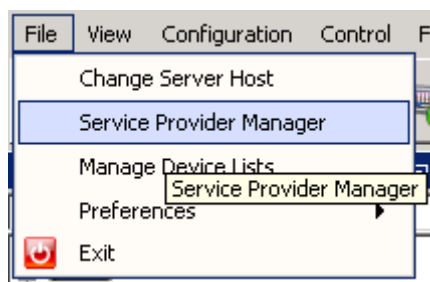 File View Configuration Control F
Change Server Host
Service Provider Manager
Manage Device Lists
Service Provider Manager
Preferences
Exit